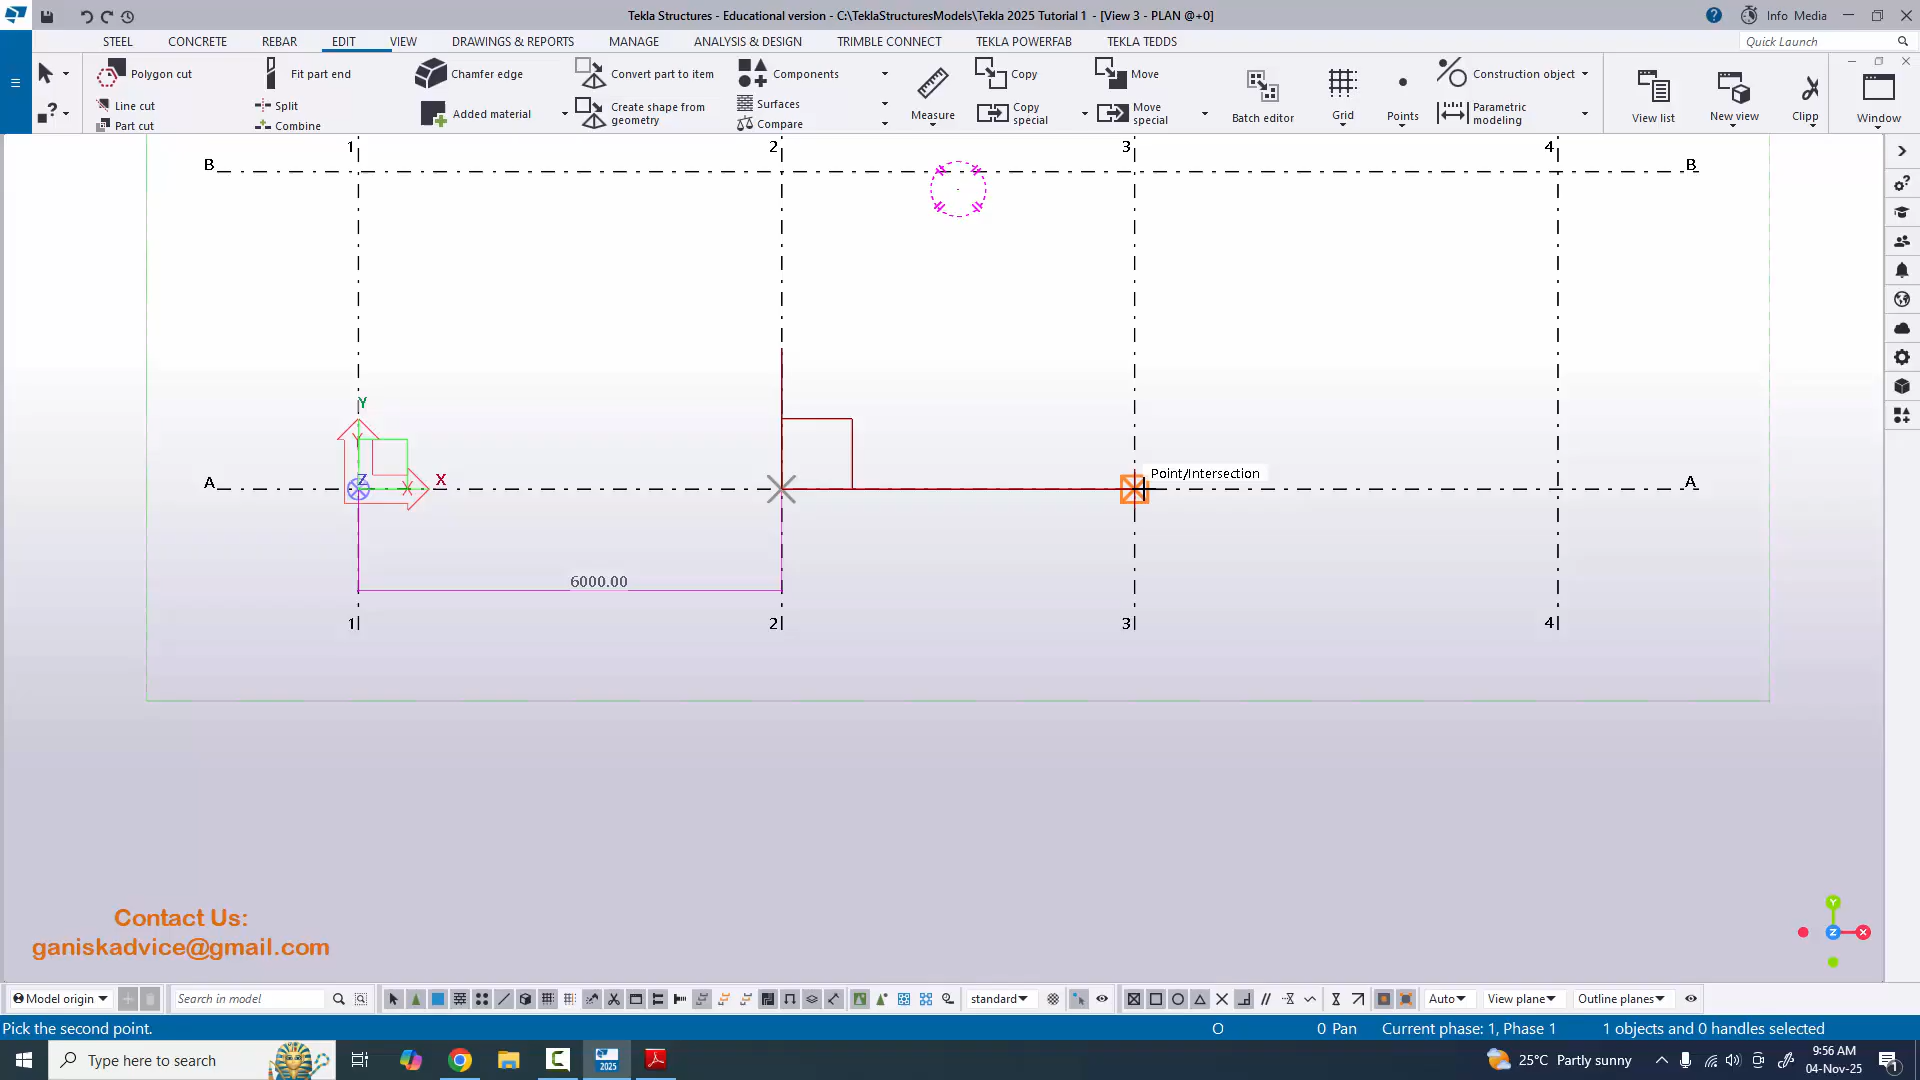 Tekla Structures - Educational version - C:\TeklaStructuresModels\Tekla 2025 Tutorial 1 - [View 3 - PLAN @+0]
Info Media
STEEL CONCRETE REBAR EDIT VIEW DRAWINGS & REPORTS MANAGE ANALYSIS & DESIGN TRIMBLE CONNECT TEKLA POWERFAB TEKLA TEDDS Quick Launch
Polygon cut
Line cut
Part cut
Fit part end
Split
Combine
Chamfer edge
Added material
Convert part to item
Create shape from geometry
Components
Surfaces
Compare
Measure
Copy
Copy special
Move
Move special
Batch editor
Grid
Points
Construction object
Parametric modeling
View list
New view
Clipp
Window
1 2 3 4
B B
Y
Y
Z X
X
A A
Point/Intersection
6000.00
1 2 3 4
Contact Us:
ganiskadvice@gmail.com
Y
Z X
Model origin Search in model standard Auto View plane Outline planes
Pick the second point. O 0 Pan Current phase: 1, Phase 1 1 objects and 0 handles selected
Type here to search 2025 25°C Partly sunny 9:56 AM
04-Nov-25 1